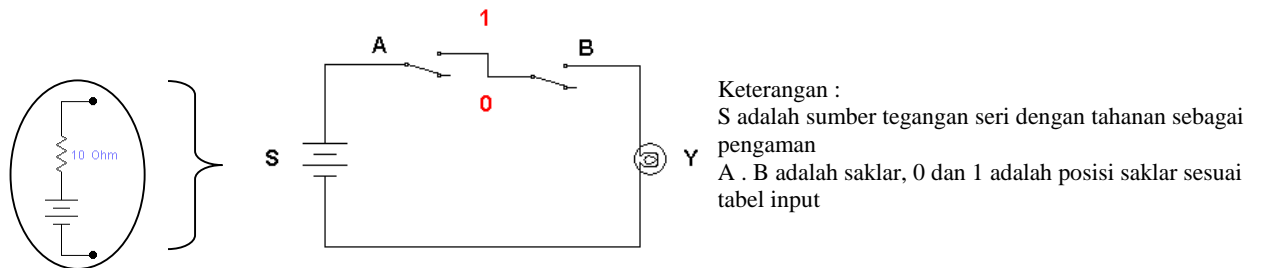 1
A
B
0
10 Ohm
S
Y
Keterangan :
S adalah sumber tegangan seri dengan tahanan sebagai
pengaman
A . B adalah saklar, 0 dan 1 adalah posisi saklar sesuai
tabel input